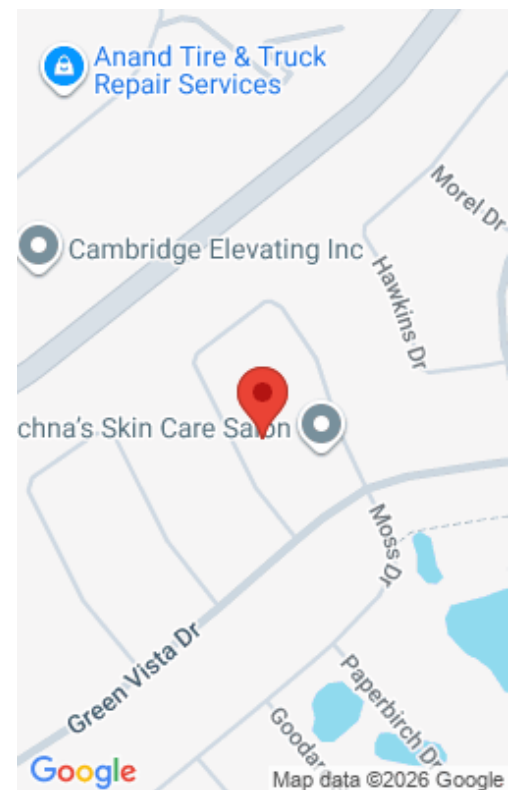 Anand Tire & Truck
Repair Services
Morel Dr
Cambridge Elevating Inc
Hawkins Dr
chna's Skin Care Salon
Moss Dr
Green Vista Dr
Paperbirch Dr
Google
Map data ©2026 Google